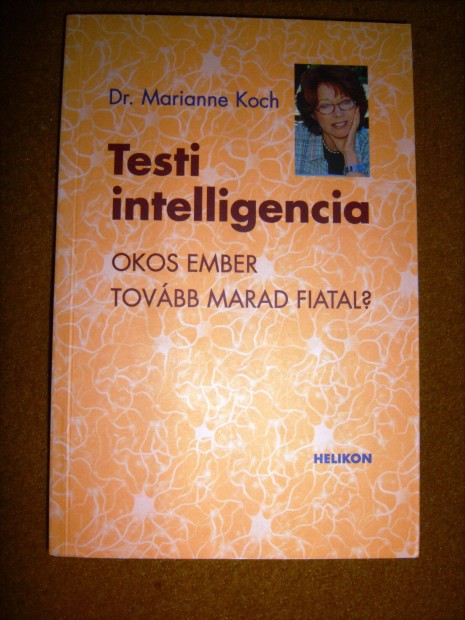 Dr. Marianne Koch
Testi
intelligencia
OKOS EMBER
TOVÁBB MARAD FIATAL?
HELIKON